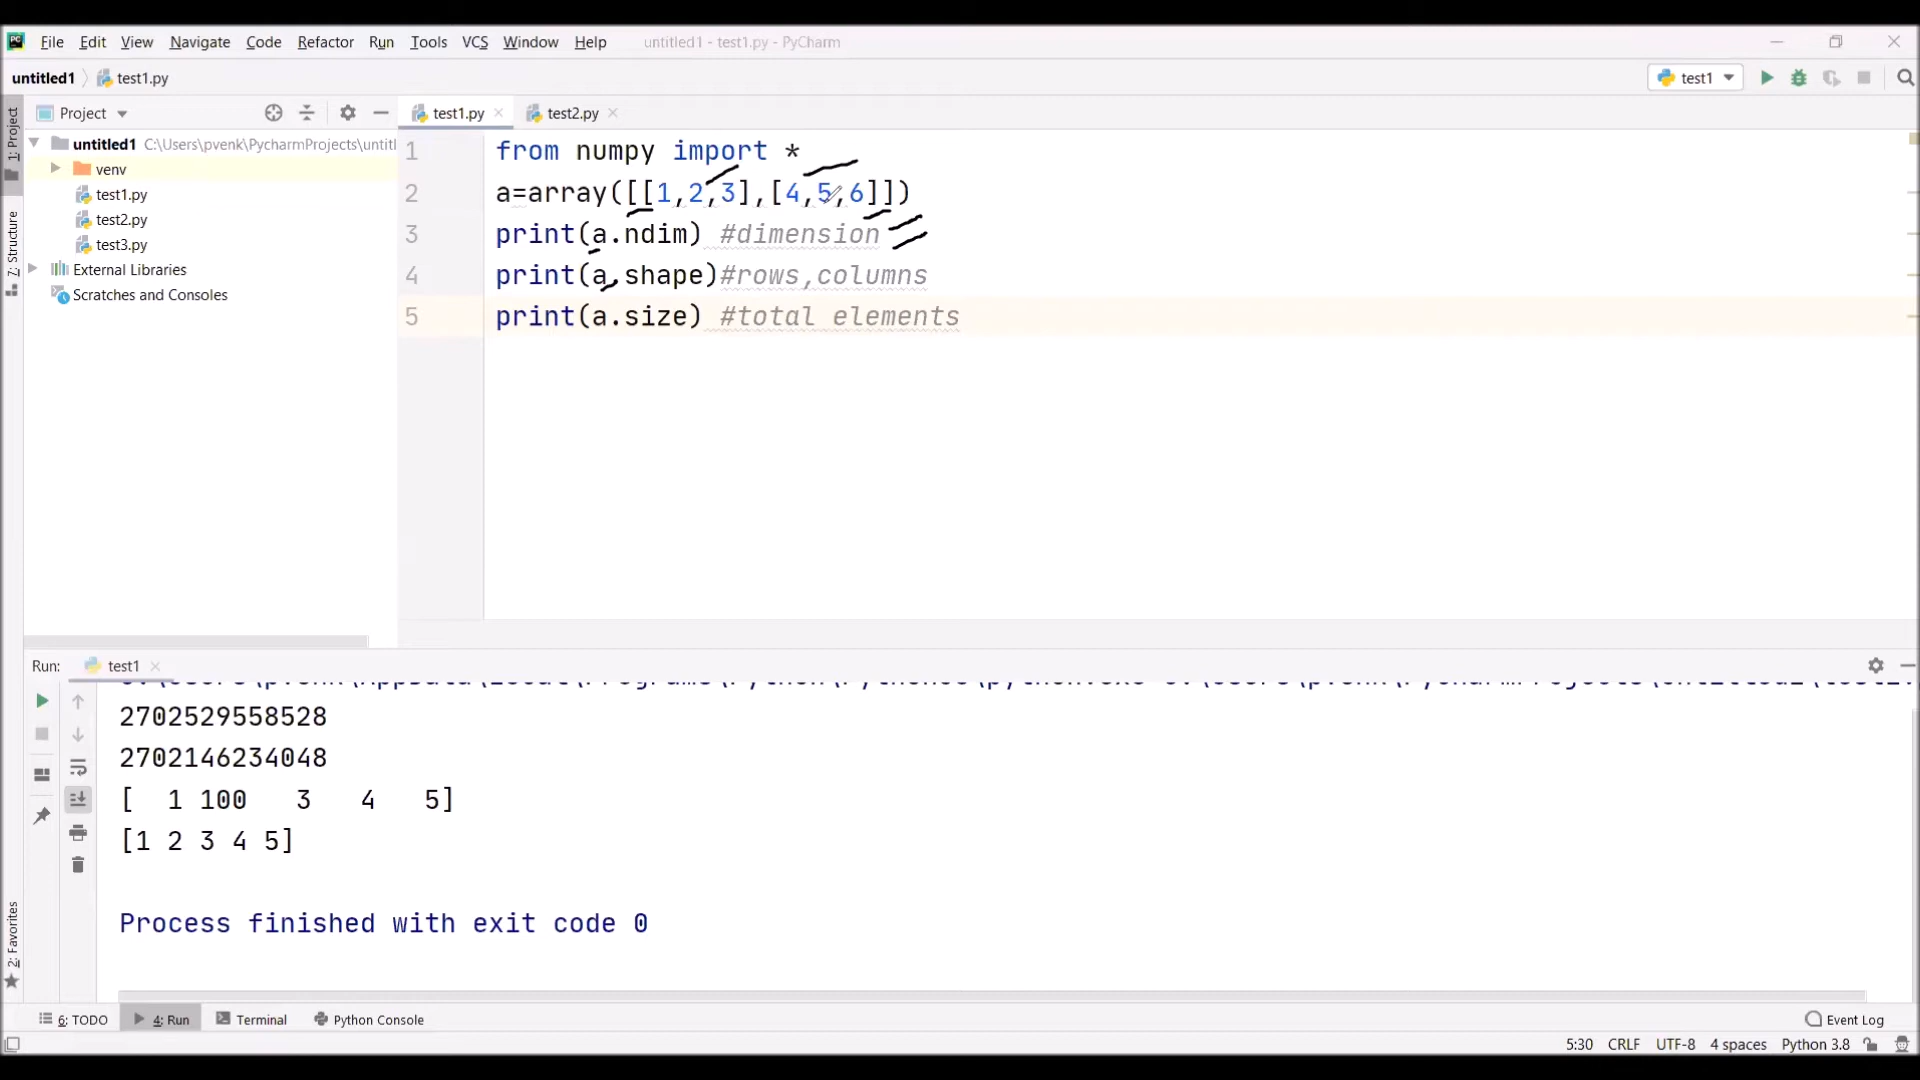 File Edit View Navigate Code Refactor Run Tools VCS Window Help untitled1 - test1.py - PyCharm
untitled1 test1.py test1
Project test1.py test2.py
1: Project
untitled1 C:\Users\pvenk\PycharmProjects\untitl
venv
test1.py
test2.py
test3.py
External Libraries
Scratches and Consoles
7: Structure
1 from numpy import *
2 a=array([[1,2,3],[4,5,6]])
3 print(a.ndim) #dimension
4 print(a.shape)#rows,columns
5 print(a.size) #total elements
Run: test1
2702529558528
2702146234048
[ 1 100 3 4 5]
[1 2 3 4 5]
Process finished with exit code 0
2: Favorites
6: TODO 4: Run Terminal Python Console Event Log
5:30 CRLF UTF-8 4 spaces Python 3.8